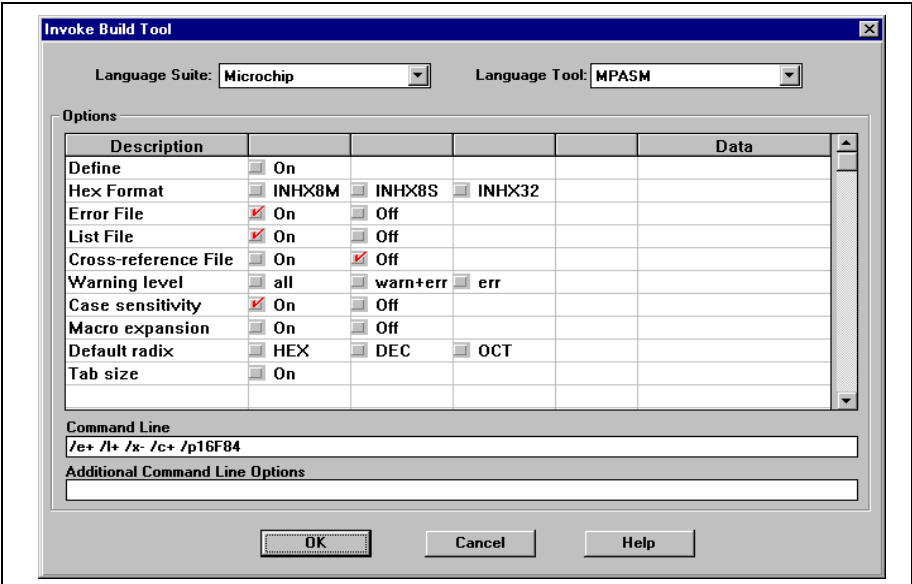 Invoke Build Tool
Language Suite: Microchip Language Tool: MPASM
Options
Description Data
Define On
Hex Format INHX8M INHX8S INHX32
Error File On Off
List File On Off
Cross-reference File On Off
Warning level all warn+err err
Case sensitivity On Off
Macro expansion On Off
Default radix HEX DEC OCT
Tab size On
Command Line
/e+ /l+ /x- /c+ /p16F84
Additional Command Line Options
OK Cancel Help